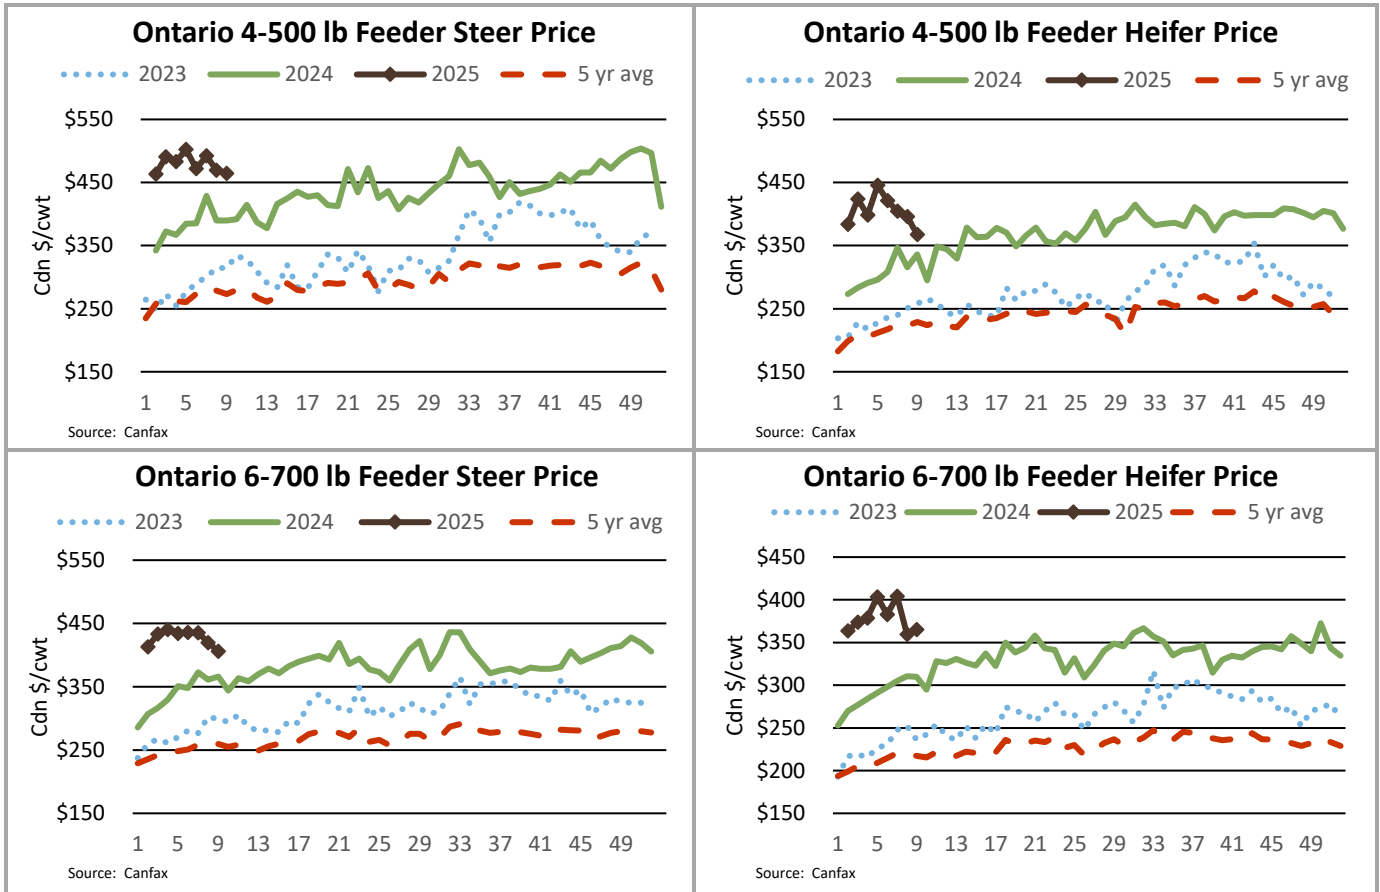 Ontario 4-500 lb Feeder Steer Price
2023 2024 2025 5 yr avg
Cdn $/cwt
$550
$450
$350
$250
$150
1 5 9 13 17 21 25 29 33 37 41 45 49
Source: Canfax
Ontario 4-500 lb Feeder Heifer Price
2023 2024 2025 5 yr avg
Cdn $/cwt
$550
$450
$350
$250
$150
1 5 9 13 17 21 25 29 33 37 41 45 49
Source: Canfax
Ontario 6-700 lb Feeder Steer Price
2023 2024 2025 5 yr avg
Cdn $/cwt
$550
$450
$350
$250
$150
1 5 9 13 17 21 25 29 33 37 41 45 49
Source: Canfax
Ontario 6-700 lb Feeder Heifer Price
2023 2024 2025 5 yr avg
Cdn $/cwt
$450
$400
$350
$300
$250
$200
$150
1 5 9 13 17 21 25 29 33 37 41 45 49
Source: Canfax